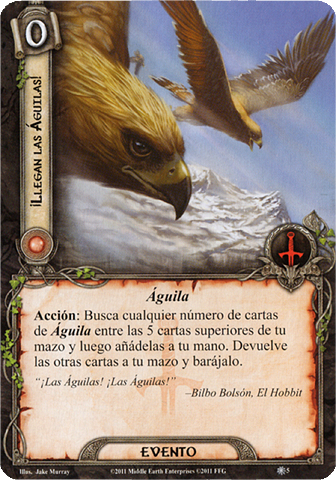 0
¡LLEGAN LAS ÁGUILAS!
Águila
Acción: Busca cualquier número de cartas
de Águila entre las 5 cartas superiores de tu
mazo y luego añádelas a tu mano. Devuelve
las otras cartas a tu mazo y barájalo.
“¡Las Águilas! ¡Las Águilas!”
–Bilbo Bolsón, El Hobbit
EVENTO
Illus. Jake Murray
©2011 Middle Earth Enterprises ©2011 FFG
5